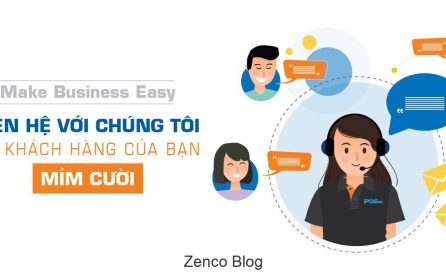 Make Business Easy
ÊN HỆ VỚI CHÚNG TÔI
KHÁCH HÀNG CỦA BẠN
MỈM CƯỜI
iPOS.vn
Zenco Blog